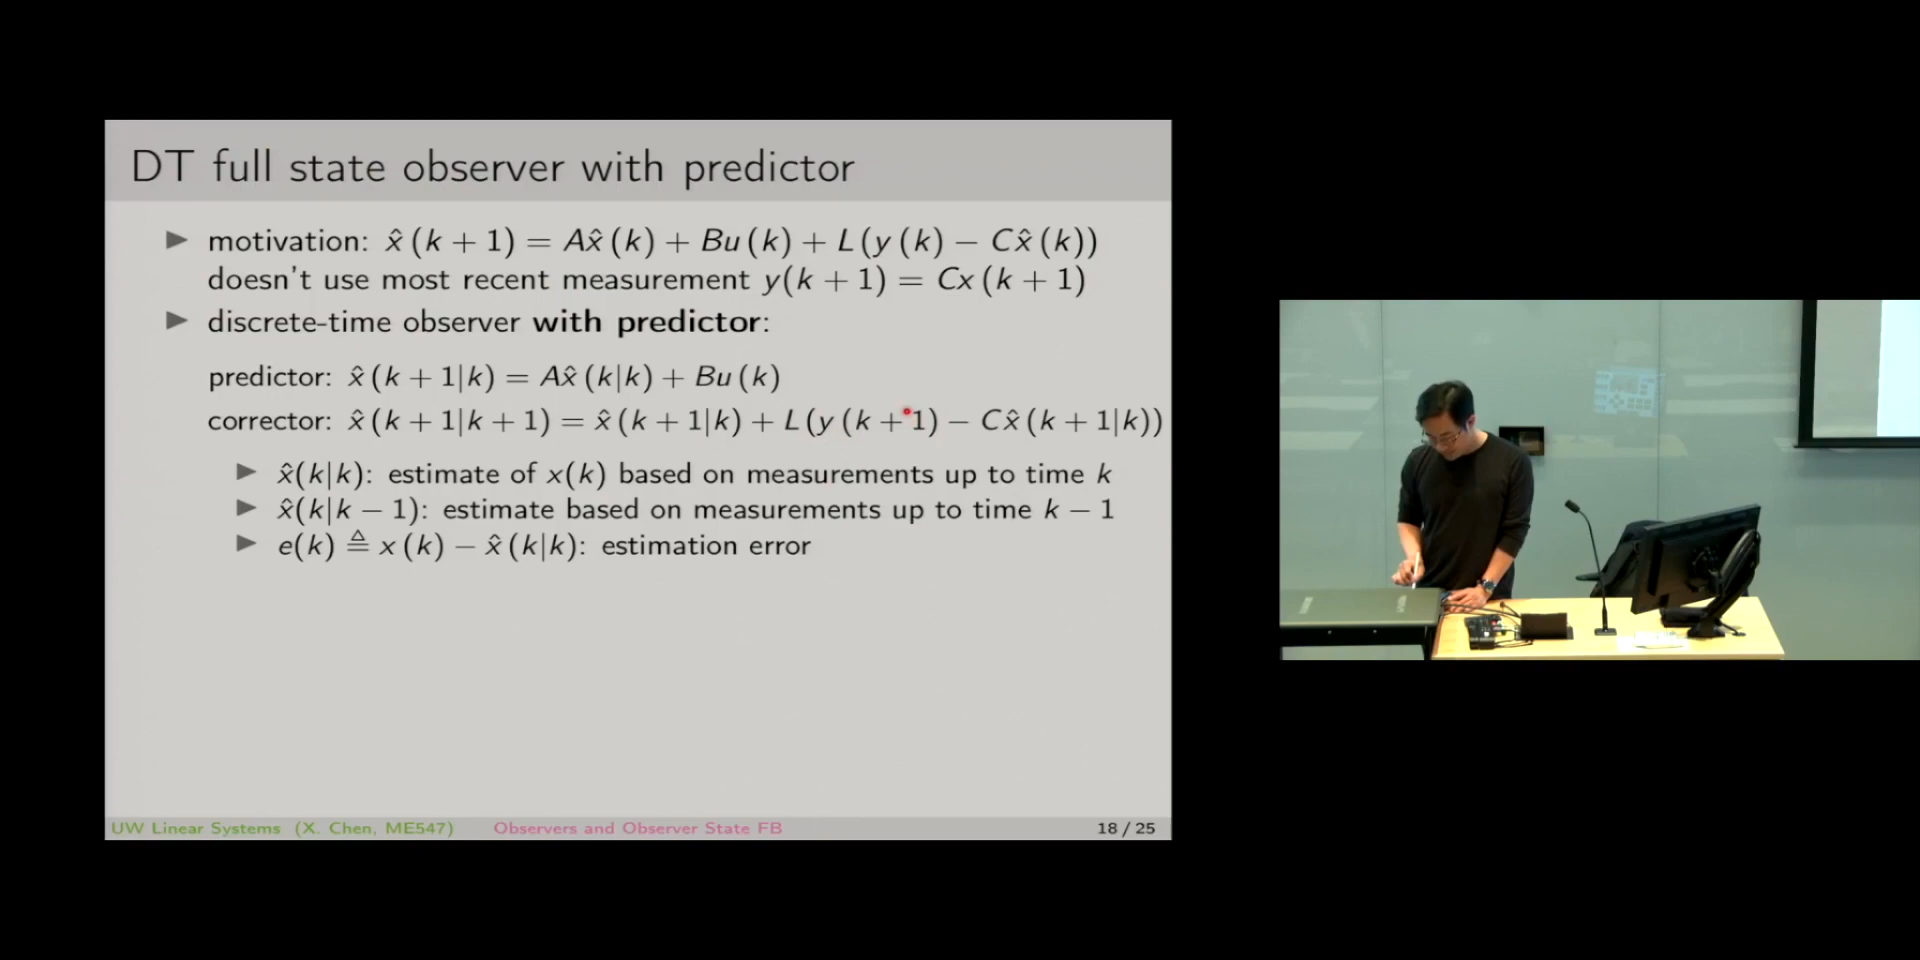 DT full state observer with predictor
▶ motivation: x̂(k + 1) = Ax̂(k) + Bu(k) + L(y(k) − Cx̂(k))
doesn't use most recent measurement y(k + 1) = Cx(k + 1)
▶ discrete-time observer with predictor:
predictor: x̂(k + 1|k) = Ax̂(k|k) + Bu(k)
corrector: x̂(k + 1|k + 1) = x̂(k + 1|k) + L(y(k + 1) − Cx̂(k + 1|k))
▶ x̂(k|k): estimate of x(k) based on measurements up to time k
▶ x̂(k|k − 1): estimate based on measurements up to time k − 1
▶ e(k) ≜ x(k) − x̂(k|k): estimation error
UW Linear Systems (X. Chen, ME547) Observers and Observer State FB 18 / 25